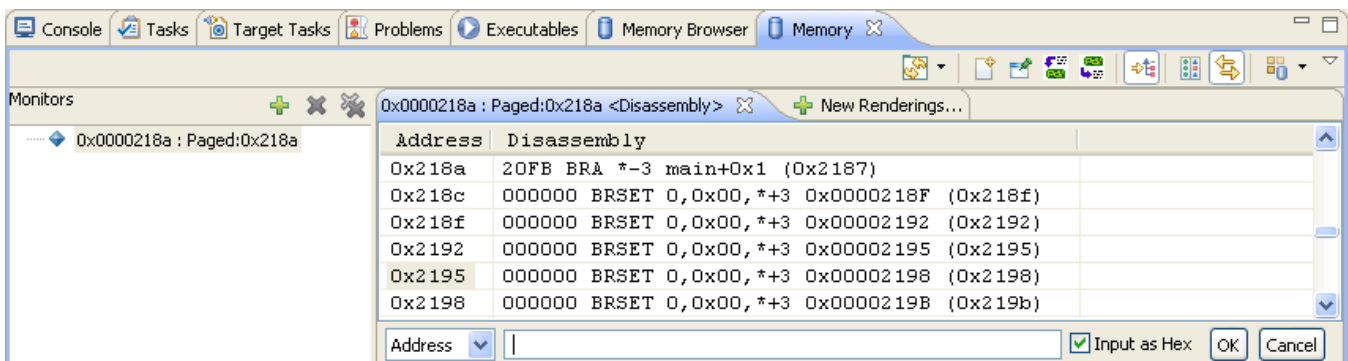 Console Tasks Target Tasks Problems Executables Memory Browser Memory
Monitors
0x0000218a : Paged:0x218a
0x0000218a : Paged:0x218a <Disassembly> New Renderings...
Address Disassembly
0x218a 20FB BRA *-3 main+0x1 (0x2187)
0x218c 000000 BRSET 0,0x00,*+3 0x0000218F (0x218f)
0x218f 000000 BRSET 0,0x00,*+3 0x00002192 (0x2192)
0x2192 000000 BRSET 0,0x00,*+3 0x00002195 (0x2195)
0x2195 000000 BRSET 0,0x00,*+3 0x00002198 (0x2198)
0x2198 000000 BRSET 0,0x00,*+3 0x0000219B (0x219b)
Address Input as Hex OK Cancel